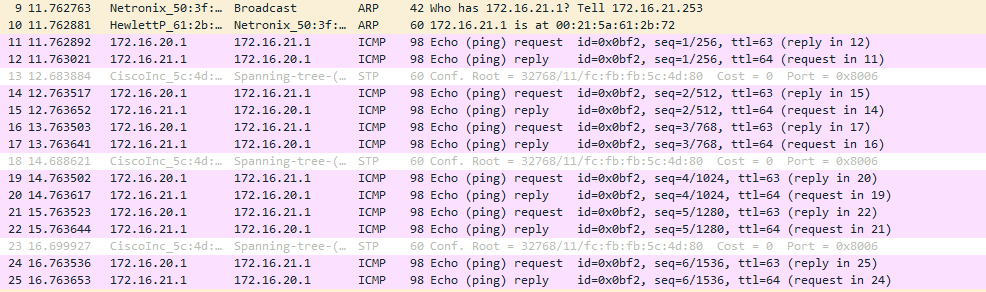 9 11.762763 Netronix_50:3f:… Broadcast ARP 42 Who has 172.16.21.1? Tell 172.16.21.253
10 11.762881 HewlettP_61:2b:… Netronix_50:3f:… ARP 60 172.16.21.1 is at 00:21:5a:61:2b:72
11 11.762892 172.16.20.1 172.16.21.1 ICMP 98 Echo (ping) request id=0x0bf2, seq=1/256, ttl=63 (reply in 12)
12 11.763021 172.16.21.1 172.16.20.1 ICMP 98 Echo (ping) reply id=0x0bf2, seq=1/256, ttl=64 (request in 11)
13 12.683884 CiscoInc_5c:4d:… Spanning-tree-(… STP 60 Conf. Root = 32768/11/fc:fb:fb:5c:4d:80 Cost = 0 Port = 0x8006
14 12.763517 172.16.20.1 172.16.21.1 ICMP 98 Echo (ping) request id=0x0bf2, seq=2/512, ttl=63 (reply in 15)
15 12.763652 172.16.21.1 172.16.20.1 ICMP 98 Echo (ping) reply id=0x0bf2, seq=2/512, ttl=64 (request in 14)
16 13.763503 172.16.20.1 172.16.21.1 ICMP 98 Echo (ping) request id=0x0bf2, seq=3/768, ttl=63 (reply in 17)
17 13.763641 172.16.21.1 172.16.20.1 ICMP 98 Echo (ping) reply id=0x0bf2, seq=3/768, ttl=64 (request in 16)
18 14.688621 CiscoInc_5c:4d:… Spanning-tree-(… STP 60 Conf. Root = 32768/11/fc:fb:fb:5c:4d:80 Cost = 0 Port = 0x8006
19 14.763502 172.16.20.1 172.16.21.1 ICMP 98 Echo (ping) request id=0x0bf2, seq=4/1024, ttl=63 (reply in 20)
20 14.763617 172.16.21.1 172.16.20.1 ICMP 98 Echo (ping) reply id=0x0bf2, seq=4/1024, ttl=64 (request in 19)
21 15.763523 172.16.20.1 172.16.21.1 ICMP 98 Echo (ping) request id=0x0bf2, seq=5/1280, ttl=63 (reply in 22)
22 15.763644 172.16.21.1 172.16.20.1 ICMP 98 Echo (ping) reply id=0x0bf2, seq=5/1280, ttl=64 (request in 21)
23 16.699927 CiscoInc_5c:4d:… Spanning-tree-(… STP 60 Conf. Root = 32768/11/fc:fb:fb:5c:4d:80 Cost = 0 Port = 0x8006
24 16.763536 172.16.20.1 172.16.21.1 ICMP 98 Echo (ping) request id=0x0bf2, seq=6/1536, ttl=63 (reply in 25)
25 16.763653 172.16.21.1 172.16.20.1 ICMP 98 Echo (ping) reply id=0x0bf2, seq=6/1536, ttl=64 (request in 24)